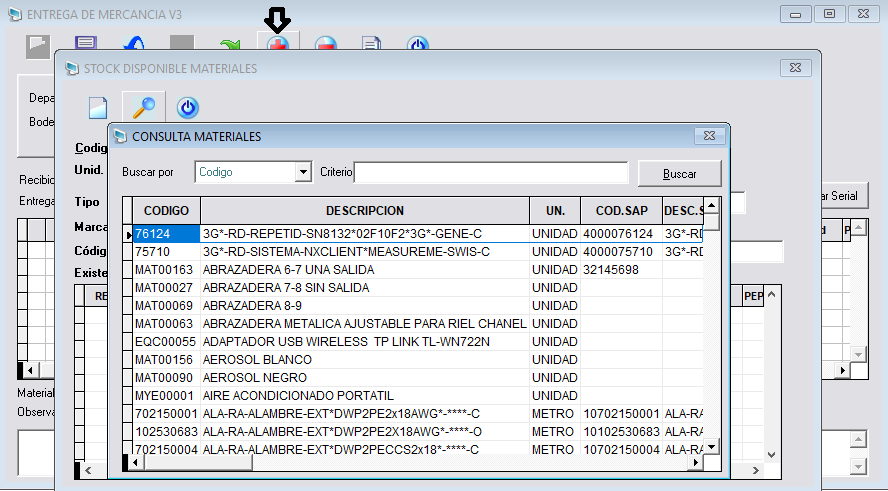 ENTREGA DE MERCANCIA V3
STOCK DISPONIBLE MATERIALES
CONSULTA MATERIALES
Buscar por Codigo Criterio Buscar
CODIGO DESCRIPCION UN. COD.SAP DESC.S
76124 3G*-RD-REPETID-SN8132*02F10F2*3G*-GENE-C UNIDAD 4000076124 3G*-RD
75710 3G*-RD-SISTEMA-NXCLIENT*MEASUREME-SWIS-C UNIDAD 4000075710 3G*-RD
MAT00163 ABRAZADERA 6-7 UNA SALIDA UNIDAD 32145698
MAT00027 ABRAZADERA 7-8 SIN SALIDA UNIDAD
MAT00069 ABRAZADERA 8-9 UNIDAD
MAT00063 ABRAZADERA METALICA AJUSTABLE PARA RIEL CHANEL UNIDAD
EQC00055 ADAPTADOR USB WIRELESS TP LINK TL-WN722N UNIDAD
MAT00156 AEROSOL BLANCO UNIDAD
MAT00090 AEROSOL NEGRO UNIDAD
MYE00001 AIRE ACONDICIONADO PORTATIL UNIDAD
702150001 ALA-RA-ALAMBRE-EXT*DWP2PE2x18AWG*-****-C METRO 10702150001 ALA-RA
102530683 ALA-RA-ALAMBRE-EXT*DWP2PE2X18AWG*-****-O METRO 10102530683 ALA-RA
702150004 ALA-RA-ALAMBRE-EXT*DWP2PECCS2x18*-****-C METRO 10702150004 ALA-RA
Codig
Unid.
Tipo
Marca
Códig
Existe
RE PEP
Depa
Bode
Recibio
Entrega ar Serial
d P
Material
Observa